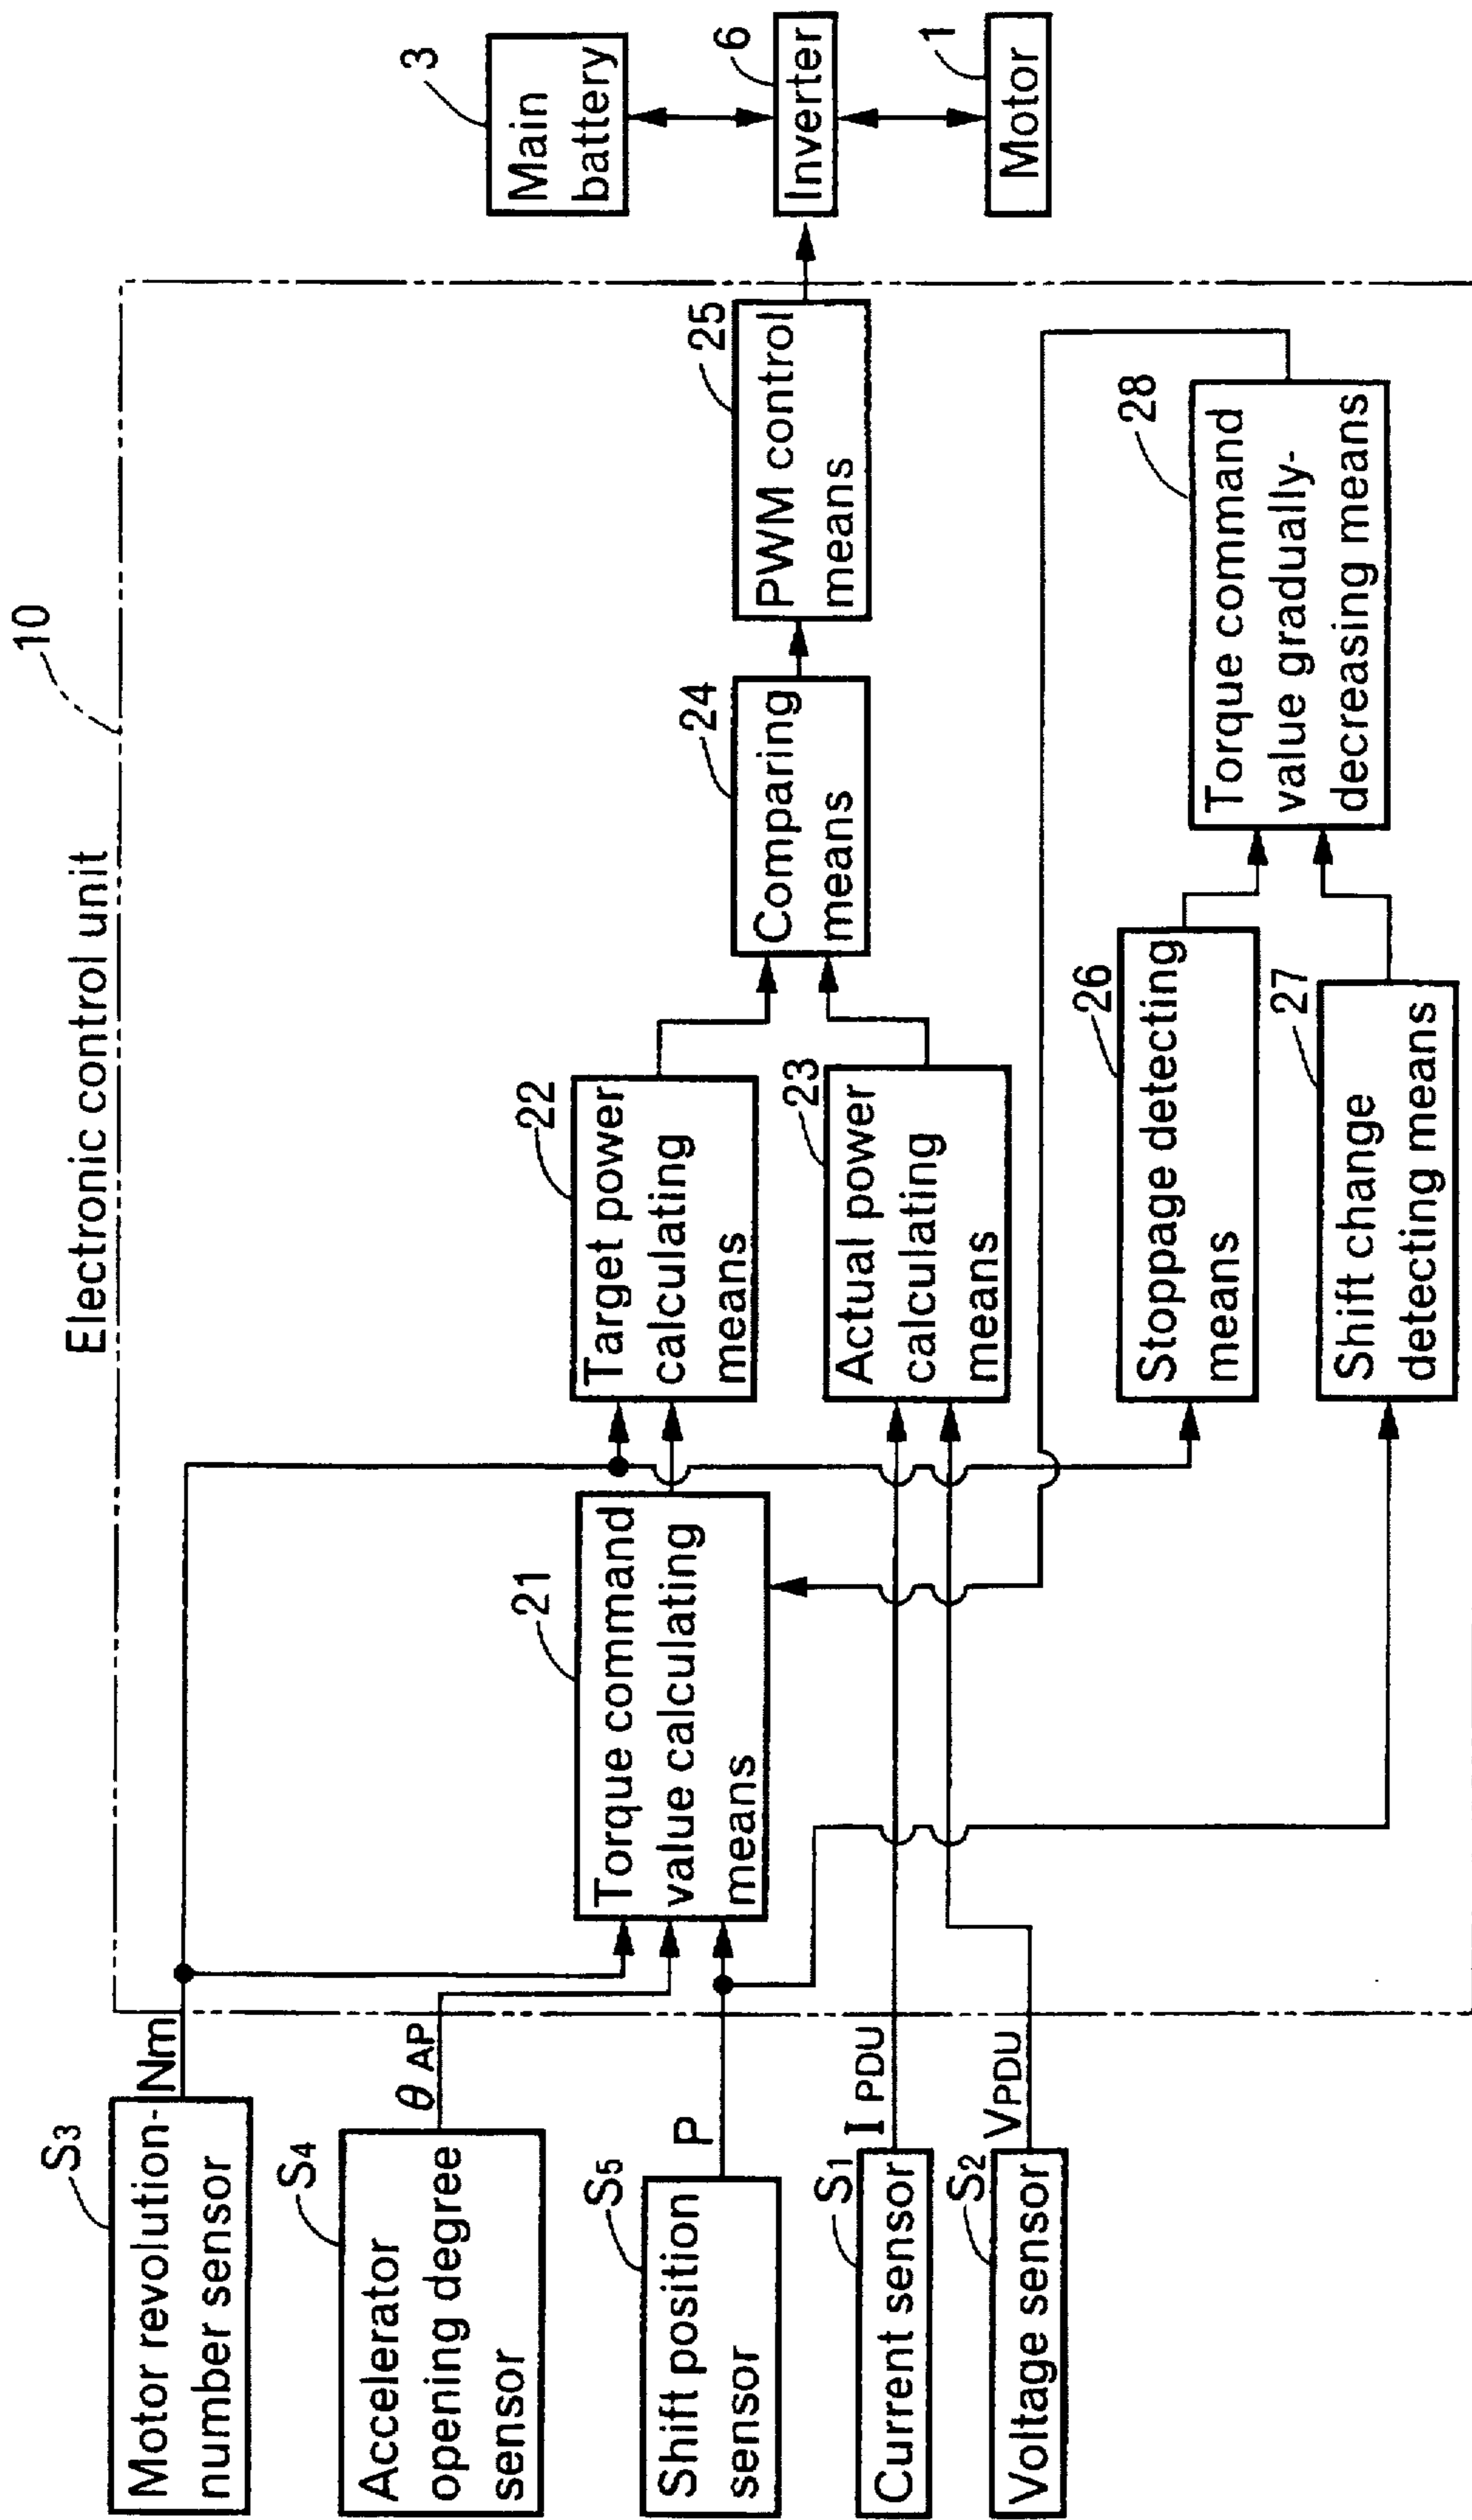 Electronic control unit
10
S3
Motor revolution-
number sensor
Nm
S4
Accelerator
opening degree
sensor
θAP
S5
Shift position
sensor
P
S1
Current sensor
IPDU
S2
Voltage sensor
VPDU
21
Torque command
value calculating
means
22
Target power
calculating
means
23
Actual power
calculating
means
24
Comparing
means
25
PWM control
means
26
Stoppage detecting
means
27
Shift change
detecting means
28
Torque command
value gradually-
decreasing means
3
Main
battery
6
Inverter
1
Motor